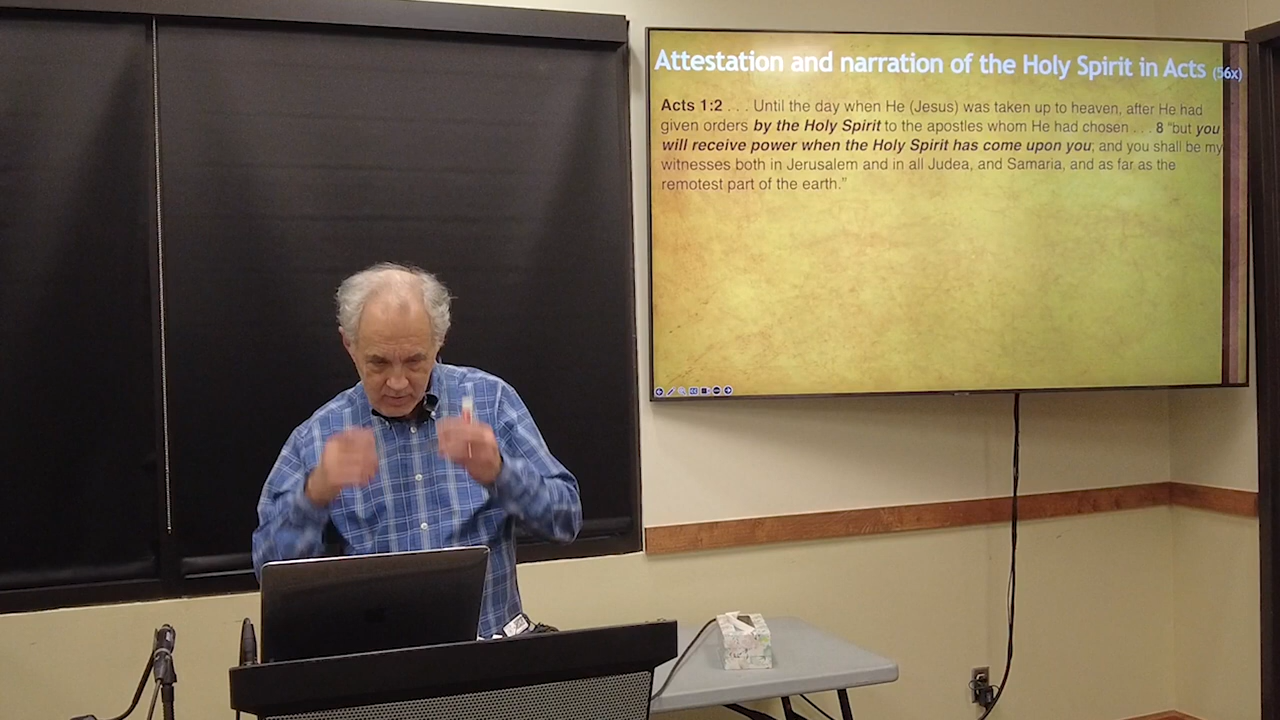 Attestation and narration of the Holy Spirit in Acts (56x)
Acts 1:2 . . . Until the day when He (Jesus) was taken up to heaven, after He had
given orders by the Holy Spirit to the apostles whom He had chosen . . . 8 “but you
will receive power when the Holy Spirit has come upon you; and you shall be my
witnesses both in Jerusalem and in all Judea, and Samaria, and as far as the
remotest part of the earth.”